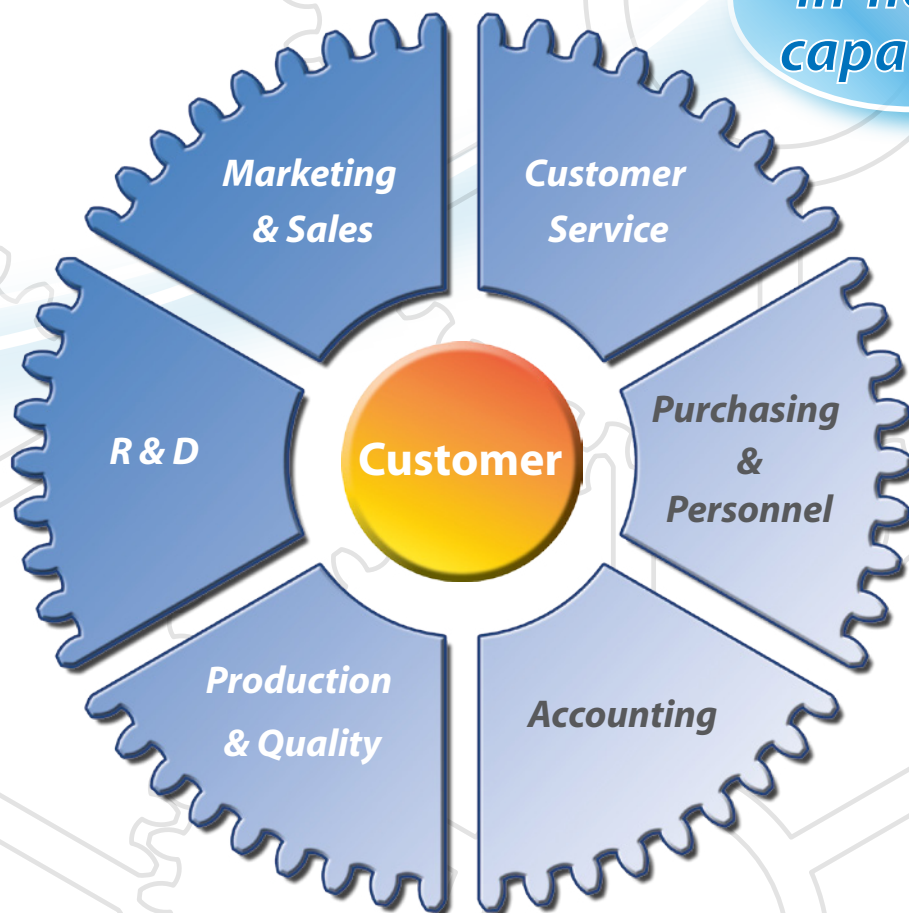 capa
Marketing
& Sales
Customer
Service
R & D
Customer
Purchasing
&
Personnel
Production
& Quality
Accounting